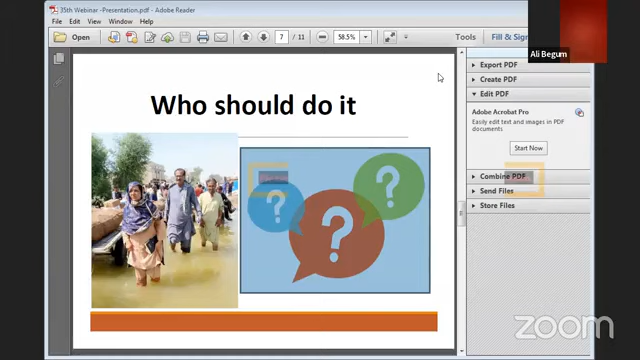 35th Webinar -Presentation.pdf - Adobe Reader
File Edit View Window Help
Open
7 / 11
58.5%
Tools
Fill & Sign
Ali Begum
Who should do it
? ? ?
Export PDF
Create PDF
Edit PDF
Adobe Acrobat Pro
Easily edit text and images in PDF
documents
Start Now
Combine PDF
Send Files
Store Files
zoom